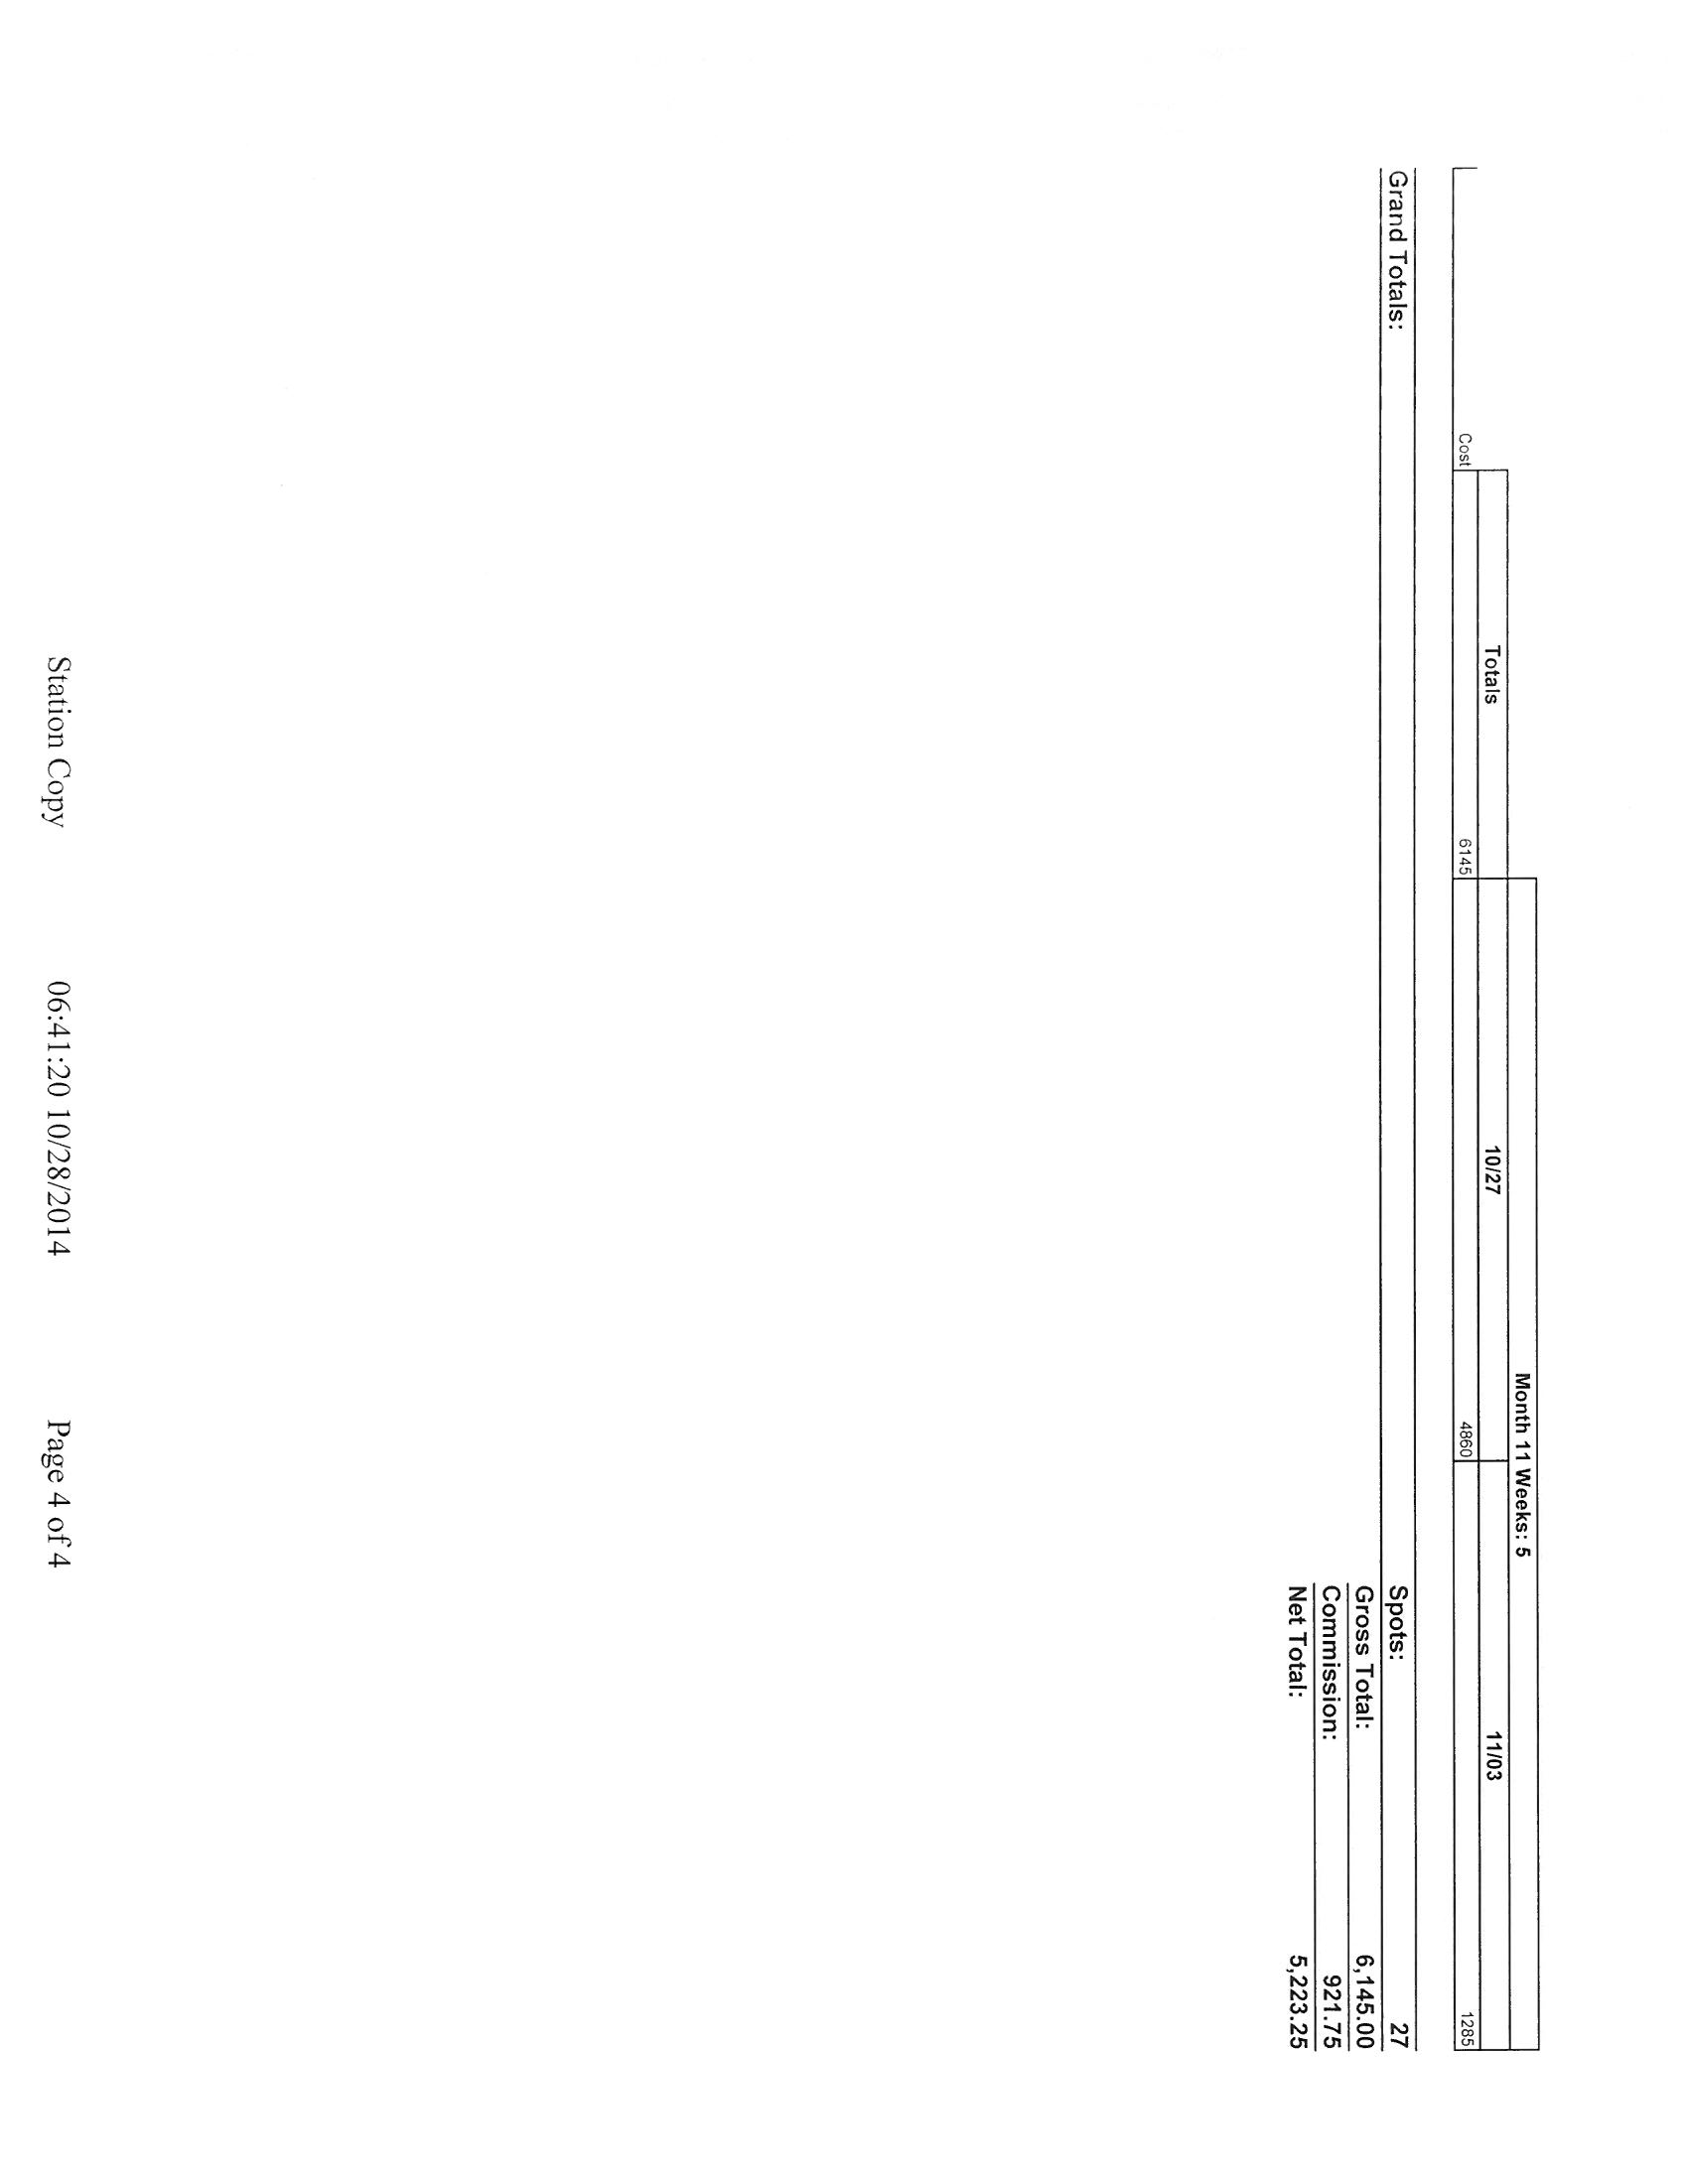 Month 11 Weeks: 5
Totals 10/27 11/03
Cost 6145 4860 1285
Grand Totals: Spots: 27
Gross Total: 6,145.00
Commission: 921.75
Net Total: 5,223.25
Station Copy 06:41:20 10/28/2014 Page 4 of 4